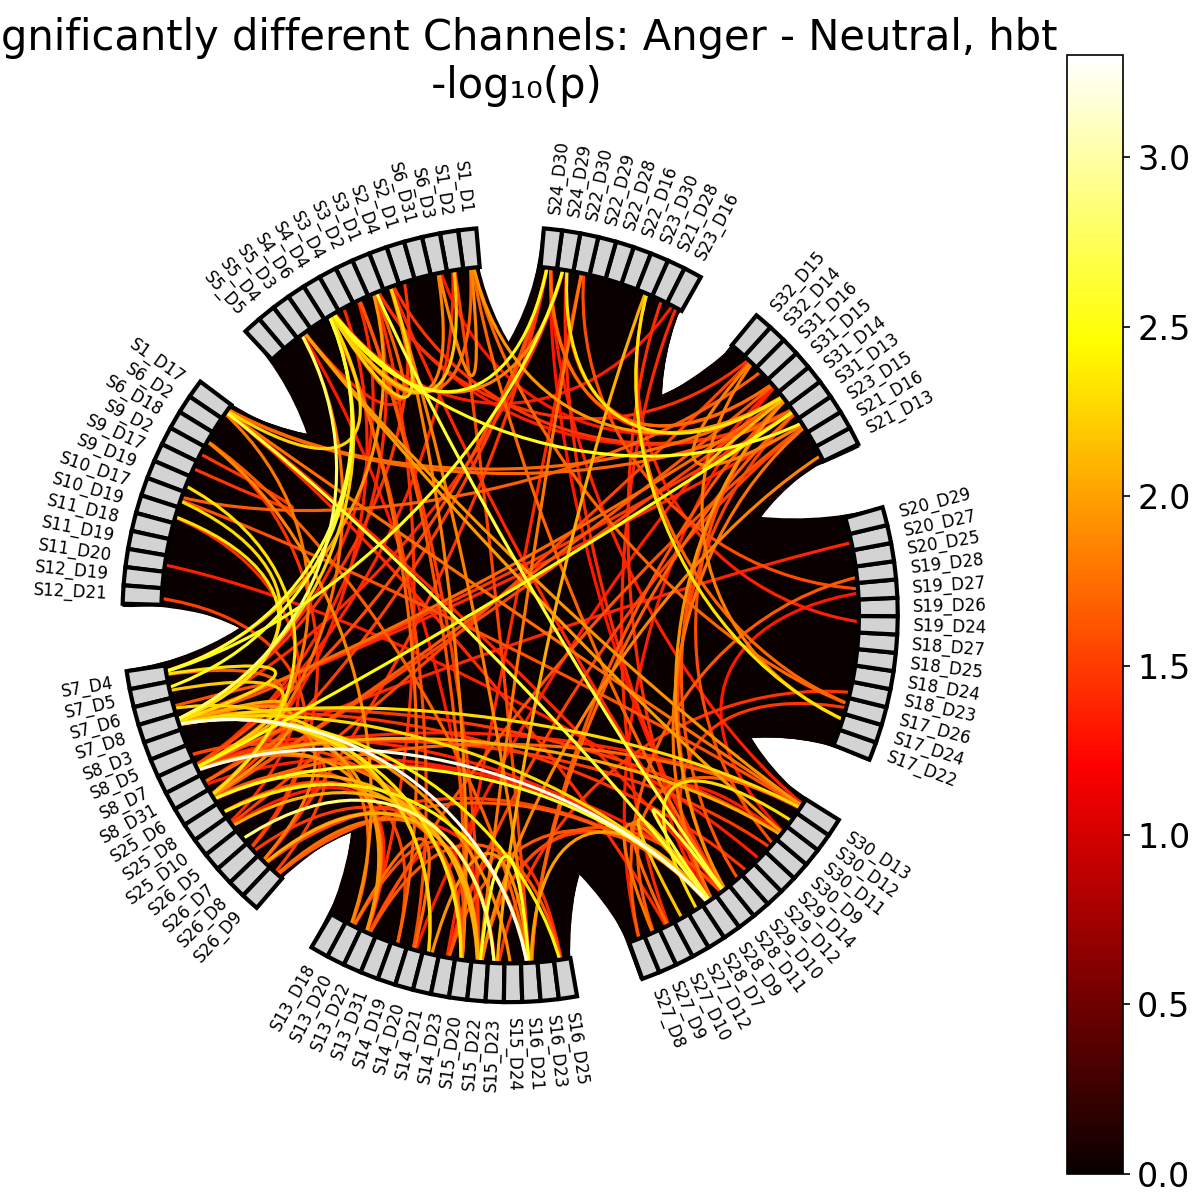 gnificantly different Channels: Anger - Neutral, hbt
-log₁₀(p)
S1_D1
S1_D2
S6_D3
S6_D31
S2_D1
S2_D4
S3_D1
S3_D2
S3_D4
S4_D4
S4_D6
S5_D3
S5_D4
S5_D5
S1_D17
S6_D2
S6_D18
S9_D2
S9_D17
S9_D19
S10_D17
S10_D19
S11_D18
S11_D19
S11_D20
S12_D19
S12_D21
S7_D4
S7_D5
S7_D6
S7_D8
S8_D3
S8_D5
S8_D7
S8_D31
S25_D6
S25_D8
S25_D10
S26_D5
S26_D7
S26_D8
S26_D9
S13_D18
S13_D20
S13_D22
S13_D31
S14_D19
S14_D20
S14_D21
S14_D23
S15_D20
S15_D22
S15_D23
S15_D24
S16_D21
S16_D23
S16_D25
S27_D8
S27_D9
S27_D10
S27_D12
S28_D7
S28_D9
S28_D11
S29_D10
S29_D12
S29_D14
S30_D9
S30_D11
S30_D12
S30_D13
S17_D22
S17_D24
S17_D26
S18_D23
S18_D24
S18_D25
S18_D27
S19_D24
S19_D26
S19_D27
S19_D28
S20_D25
S20_D27
S20_D29
S21_D13
S21_D16
S23_D15
S31_D13
S31_D14
S31_D15
S31_D16
S32_D14
S32_D15
S23_D16
S21_D28
S23_D30
S22_D16
S22_D28
S22_D29
S22_D30
S24_D29
S24_D30
3.0
2.5
2.0
1.5
1.0
0.5
0.0